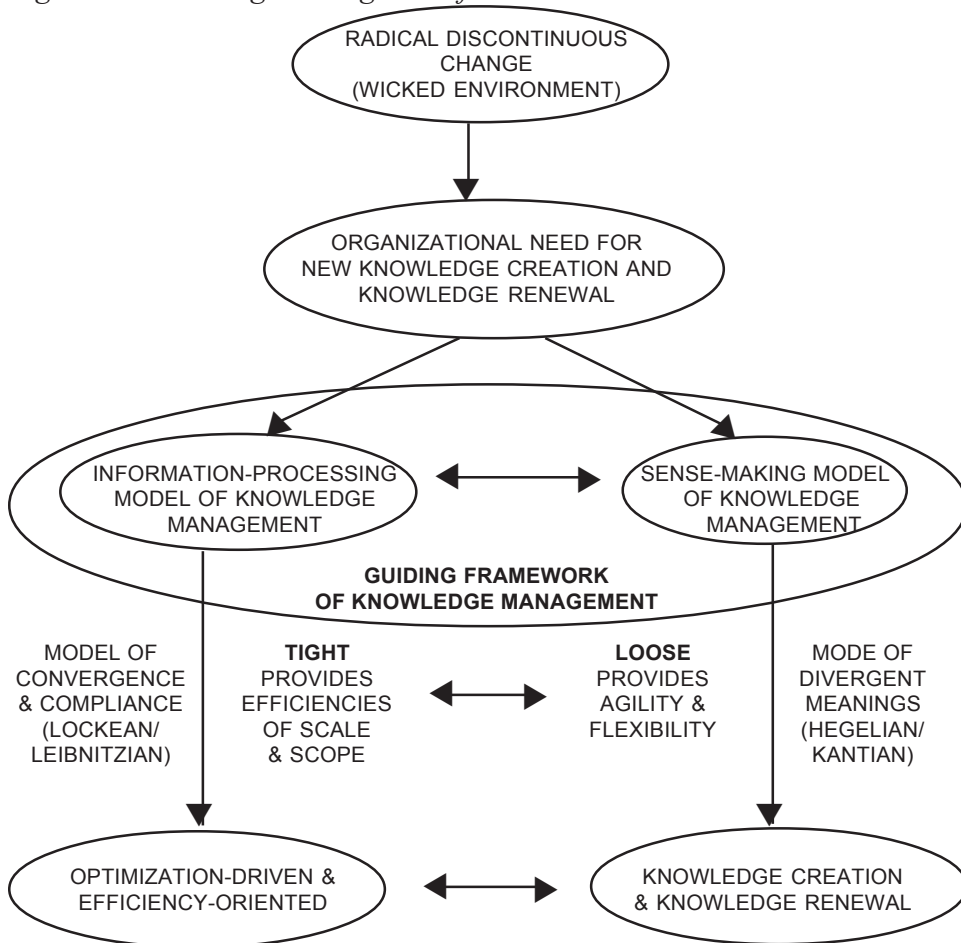 RADICAL DISCONTINUOUS
CHANGE
(WICKED ENVIRONMENT)
ORGANIZATIONAL NEED FOR
NEW KNOWLEDGE CREATION AND
KNOWLEDGE RENEWAL
INFORMATION-PROCESSING
MODEL OF KNOWLEDGE
MANAGEMENT
SENSE-MAKING MODEL
OF KNOWLEDGE
MANAGEMENT
GUIDING FRAMEWORK
OF KNOWLEDGE MANAGEMENT
MODEL OF
CONVERGENCE
& COMPLIANCE
(LOCKEAN/
LEIBNITZIAN)
TIGHT
PROVIDES
EFFICIENCIES
OF SCALE
& SCOPE
LOOSE
PROVIDES
AGILITY &
FLEXIBILITY
MODE OF
DIVERGENT
MEANINGS
(HEGELIAN/
KANTIAN)
OPTIMIZATION-DRIVEN &
EFFICIENCY-ORIENTED
KNOWLEDGE CREATION
& KNOWLEDGE RENEWAL